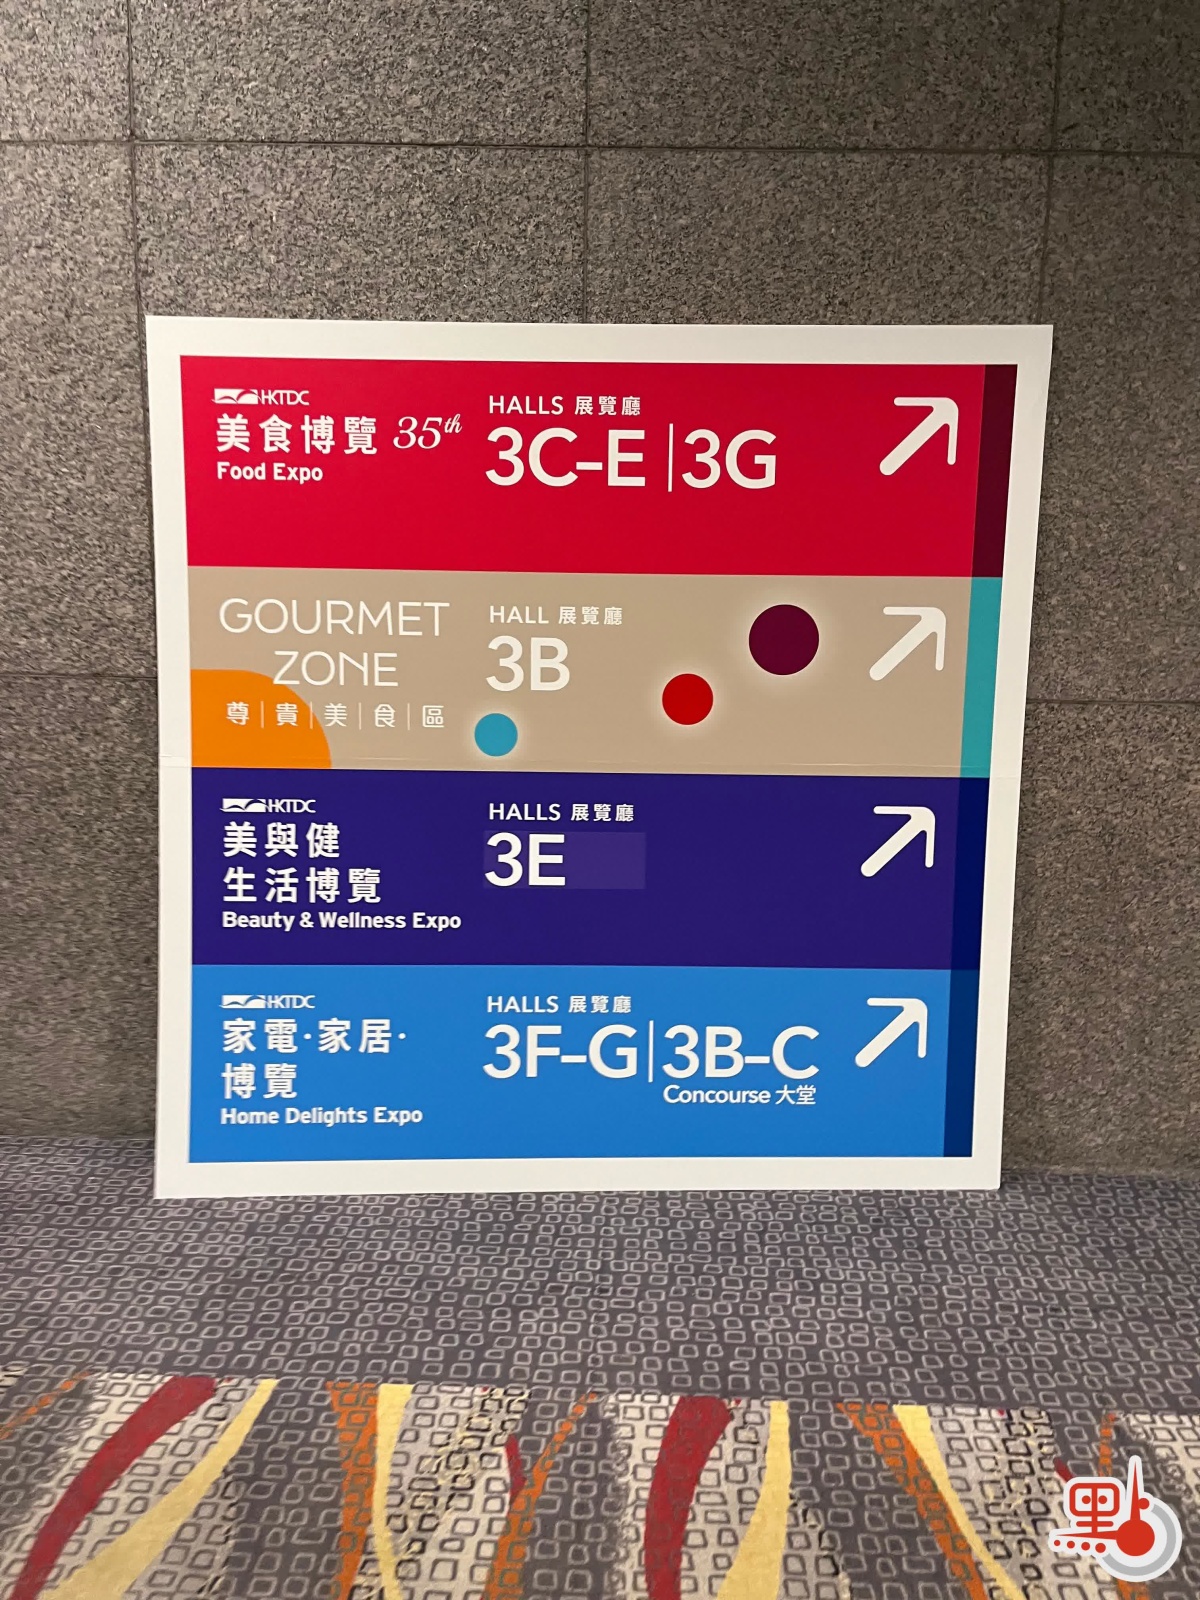 HKTDC
美食博覽 35th
Food Expo
HALLS 展覽廳
3C–E | 3G
GOURMET
ZONE
尊|貴|美|食|區
HALL 展覽廳
3B
HKTDC
美與健
生活博覽
Beauty & Wellness Expo
HALLS 展覽廳
3E
HKTDC
家電·家居·
博覽
Home Delights Expo
HALLS 展覽廳
3F–G | 3B–C
Concourse 大堂